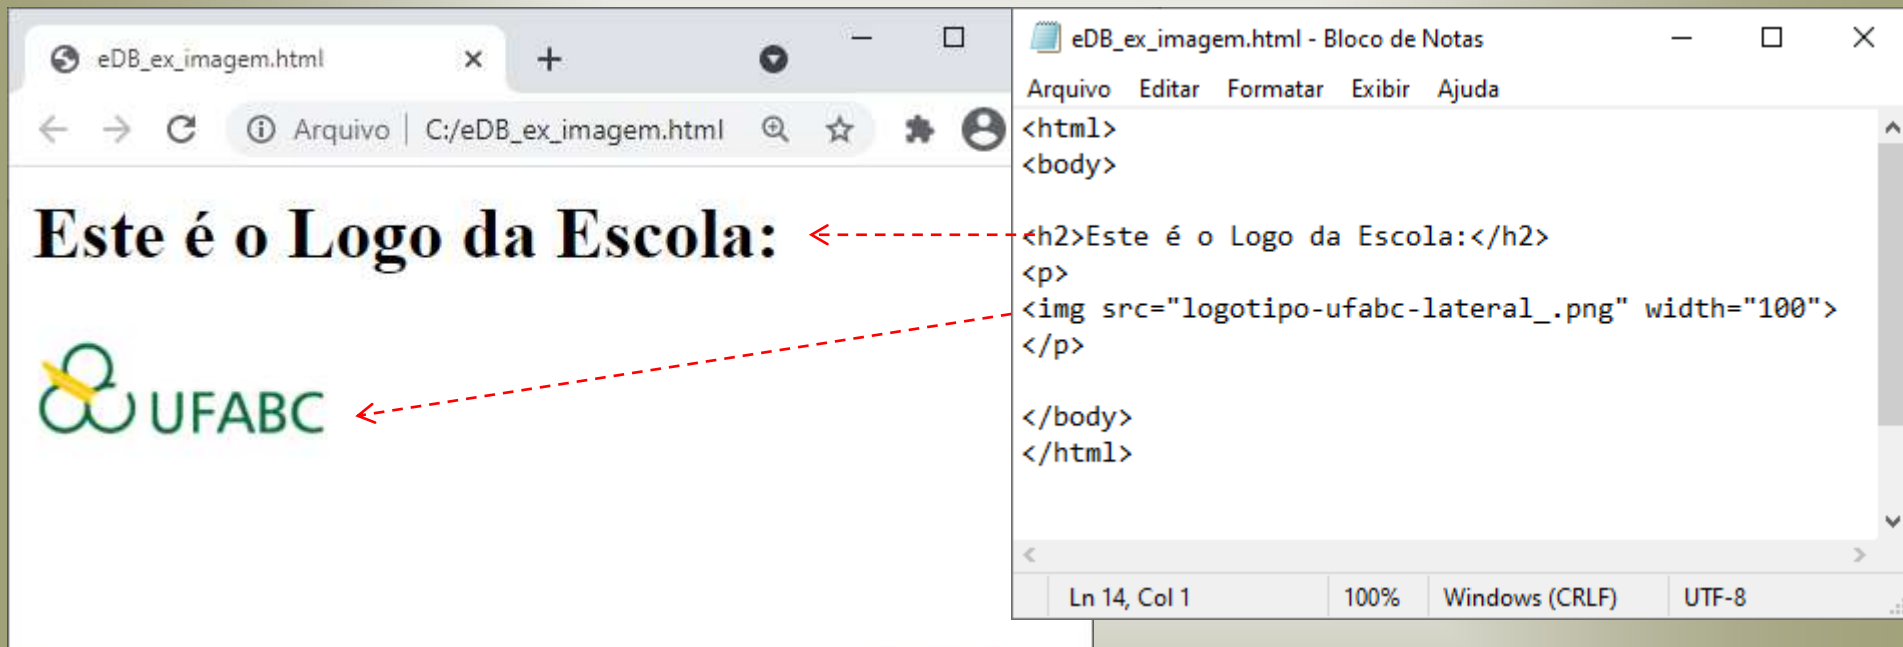 eDB_ex_imagem.html
Arquivo | C:/eDB_ex_imagem.html
Este é o Logo da Escola:
UFABC
eDB_ex_imagem.html - Bloco de Notas
Arquivo Editar Formatar Exibir Ajuda
<html>
<body>
<h2>Este é o Logo da Escola:</h2>
<p>
<img src="logotipo-ufabc-lateral_.png" width="100">
</p>
</body>
</html>
Ln 14, Col 1 100% Windows (CRLF) UTF-8